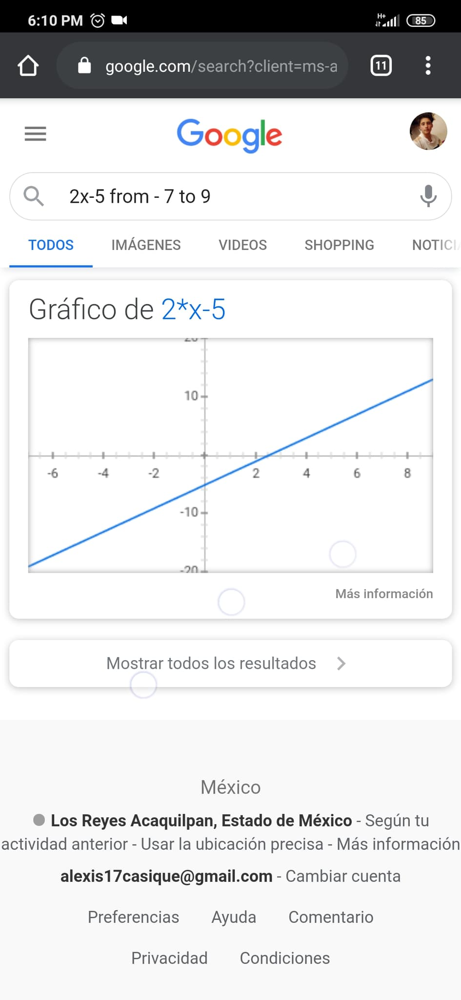 6:10 PM H+ 85
google.com/search?client=ms-a 11
Google
2x-5 from - 7 to 9
TODOS IMÁGENES VIDEOS SHOPPING NOTICI
Gráfico de 2*x-5
20
10
-6 -4 -2 2 4 6 8
-10
-20
Más información
Mostrar todos los resultados
México
Los Reyes Acaquilpan, Estado de México - Según tu
actividad anterior - Usar la ubicación precisa - Más información
alexis17casique@gmail.com - Cambiar cuenta
Preferencias Ayuda Comentario
Privacidad Condiciones